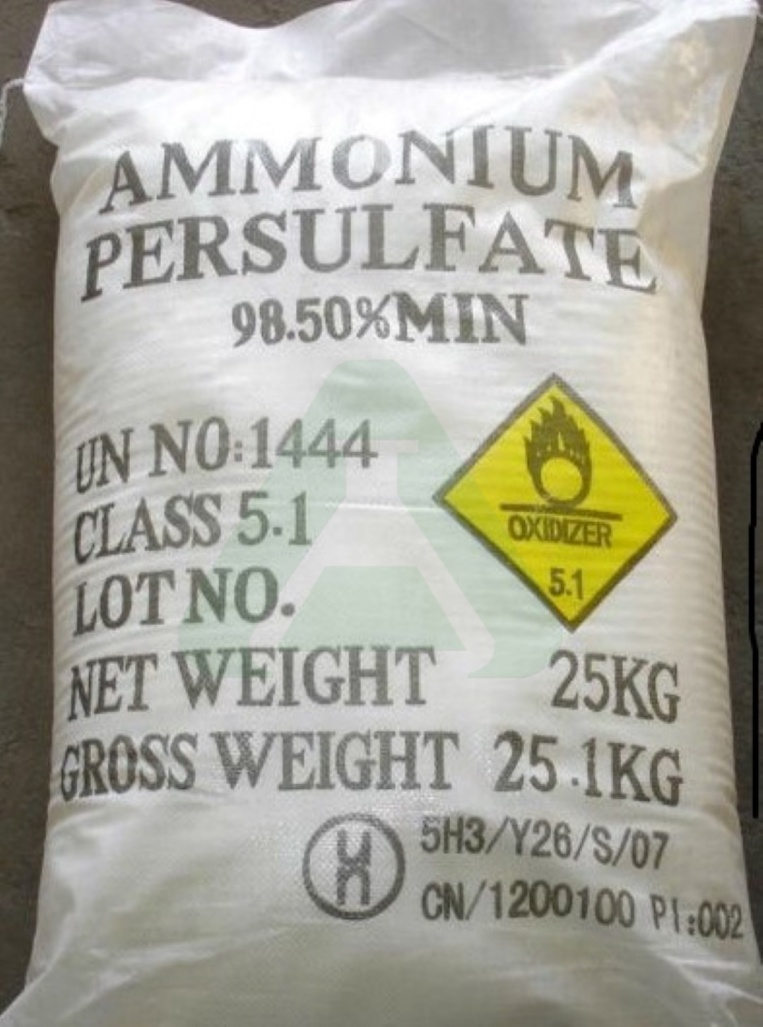 AMMONIUM
PERSULFATE
98.50%MIN
UN NO:1444
CLASS 5.1
LOT NO.
OXIDIZER
5.1
NET WEIGHT 25KG
GROSS WEIGHT 25.1KG
5H3/Y26/S/07
CN/1200100 PI:002